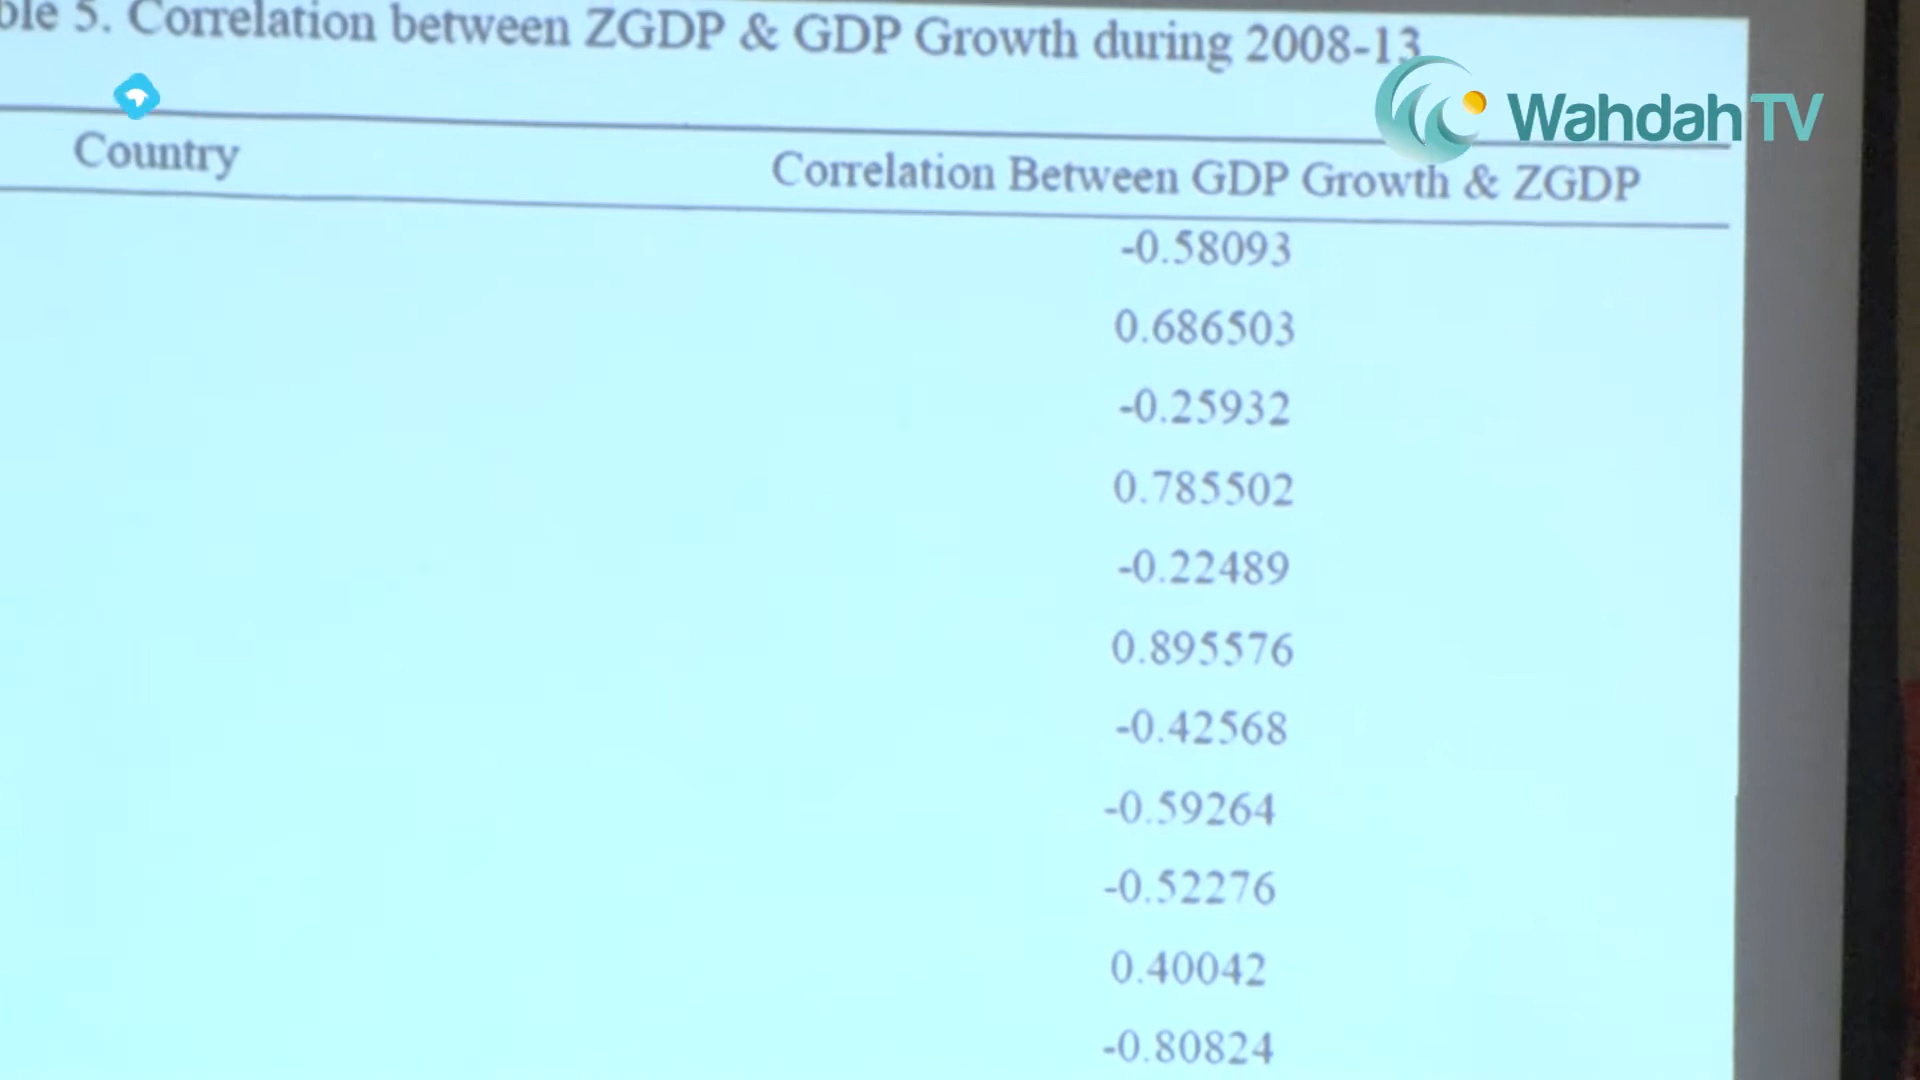 ble 5. Correlation between ZGDP & GDP Growth during 2008-13
WahdahTV
Country
Correlation Between GDP Growth & ZGDP
-0.58093
0.686503
-0.25932
0.785502
-0.22489
0.895576
-0.42568
-0.59264
-0.52276
0.40042
-0.80824